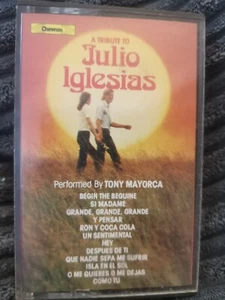 Chevron
A TRIBUTE TO
Julio
Iglesias
Performed By TONY MAYORCA
BEGIN THE BEGUINE
SI MADAME
GRANDE, GRANDE, GRANDE
Y PENSAR
RON Y COCA COLA
UN SENTIMENTAL
HEY
DESPUES DE TI
QUE NADIE SEPA ME SUFRIR
ISLA EN EL SOL
O ME QUIERES O ME DEJAS
COMO TU